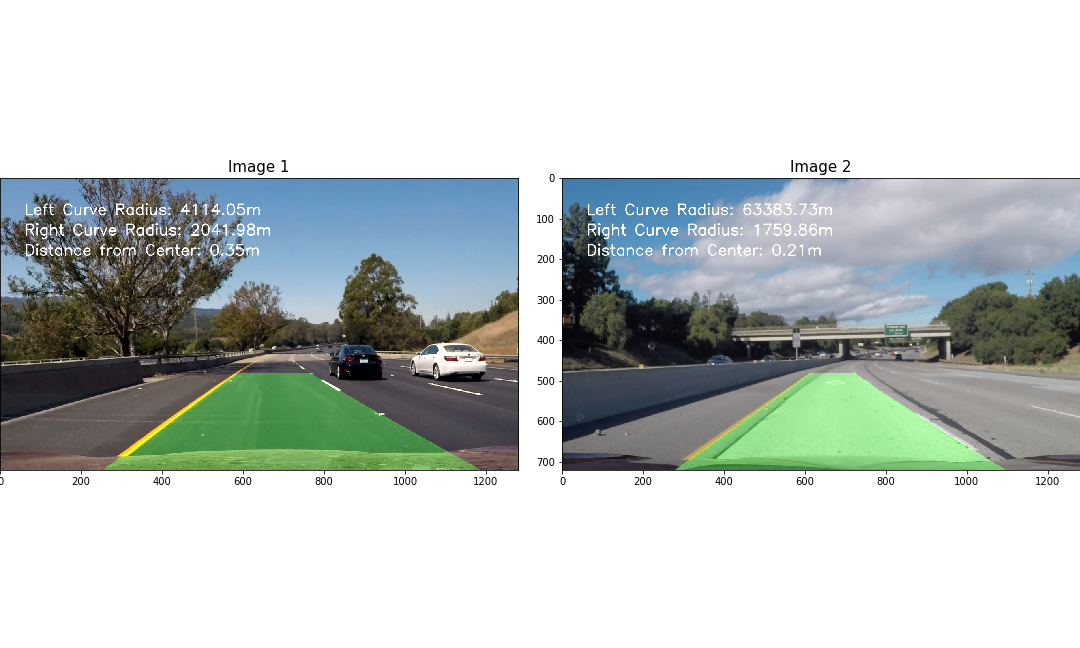 Image 1
Left Curve Radius: 4114.05m
Right Curve Radius: 2041.98m
Distance from Center: 0.35m
0 200 400 600 800 1000 1200
Image 2
Left Curve Radius: 63383.73m
Right Curve Radius: 1759.86m
Distance from Center: 0.21m
0
100
200
300
400
500
600
700
0 200 400 600 800 1000 1200